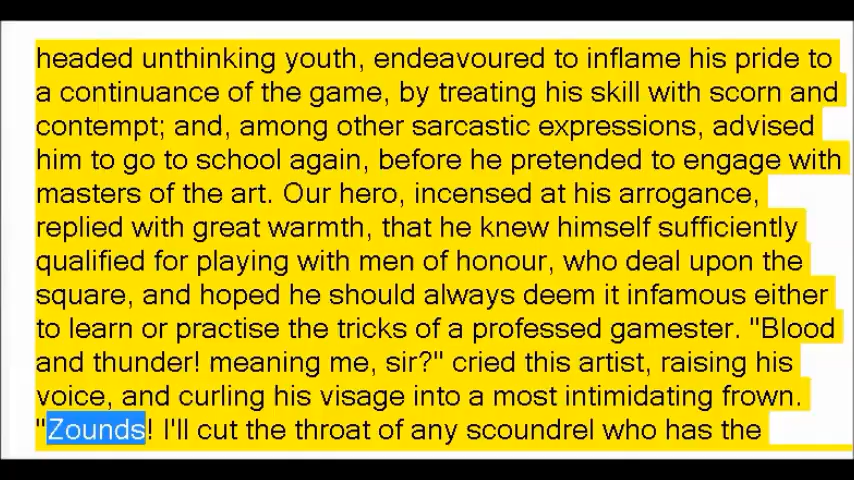 headed unthinking youth, endeavoured to inflame his pride to
a continuance of the game, by treating his skill with scorn and
contempt; and, among other sarcastic expressions, advised
him to go to school again, before he pretended to engage with
masters of the art. Our hero, incensed at his arrogance,
replied with great warmth, that he knew himself sufficiently
qualified for playing with men of honour, who deal upon the
square, and hoped he should always deem it infamous either
to learn or practise the tricks of a professed gamester. "Blood
and thunder! meaning me, sir?" cried this artist, raising his
voice, and curling his visage into a most intimidating frown.
"Zounds! I'll cut the throat of any scoundrel who has the